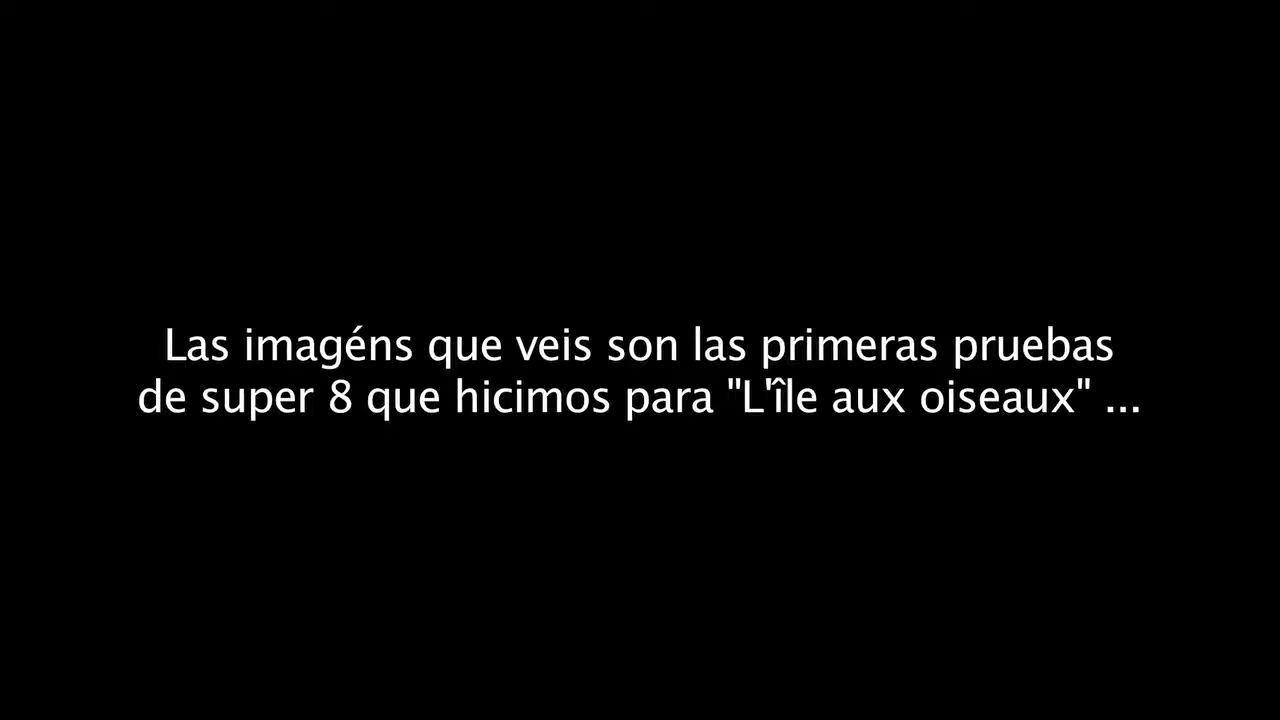 Las imagéns que veis son las primeras pruebas
de super 8 que hicimos para "L'île aux oiseaux" ...